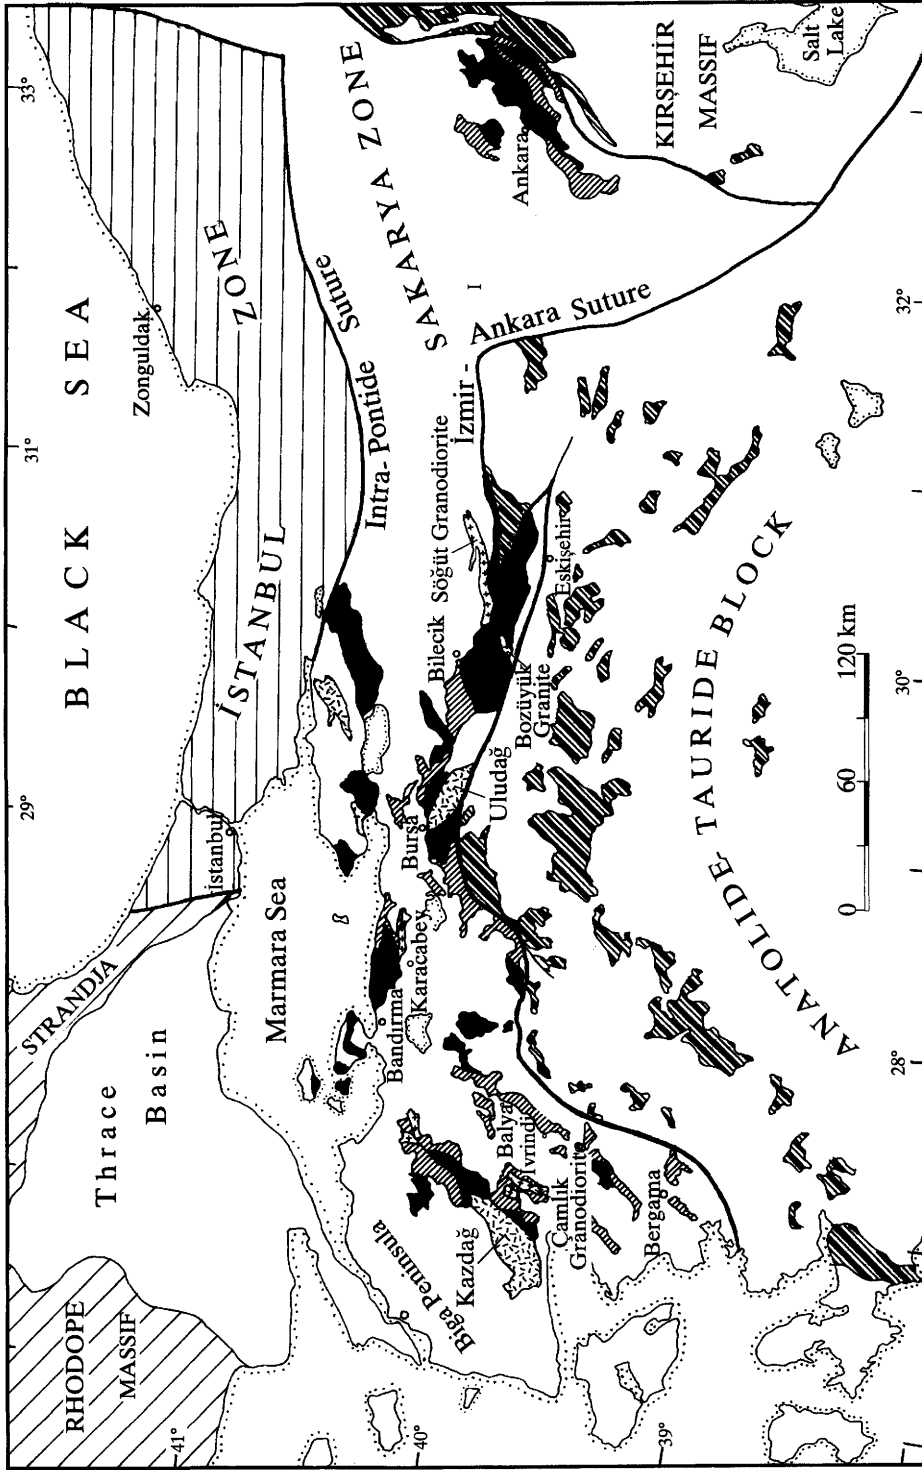 BLACK SEA
RHODOPE
MASSIF
Thrace
Basin
STRANDJA
İstanbul
İSTANBUL
ZONE
Zonguldak
Marmara Sea
Intra-Pontide Suture
SAKARYA ZONE
Biga Peninsula
Kazdağ
Bandırma
Karacabey
Bursa
Uludağ
Bilecik
Söğüt Granodiorite
İzmir - Ankara Suture
Ankara
KIRŞEHİR
MASSIF
Salt
Lake
Balya
İvrindi
Çamlık
Granodiorite
Bergama
Bozüyük
Granite
Eskişehir
ANATOLIDE-TAURIDE BLOCK
0 60 120 km
29°
31°
33°
28°
30°
32°
41°
40°
39°